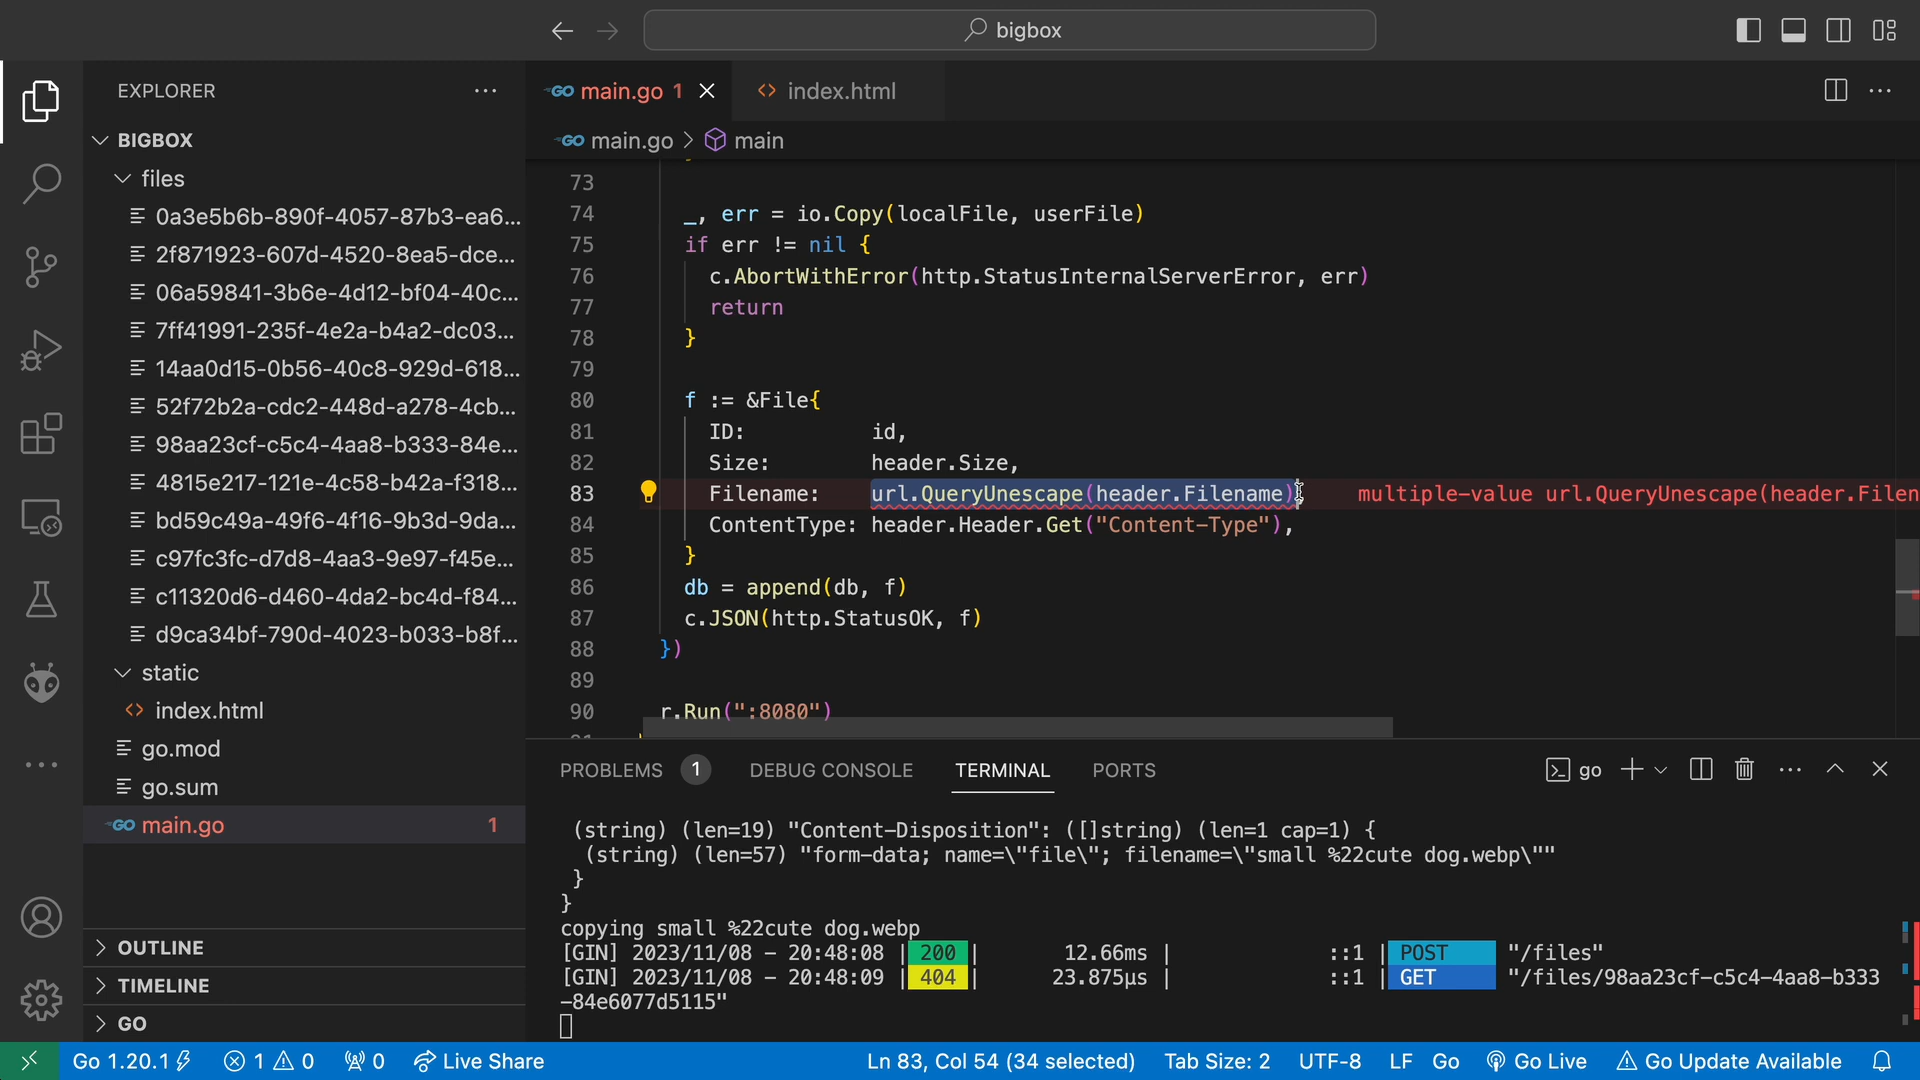 bigbox
EXPLORER
BIGBOX
files
0a3e5b6b-890f-4057-87b3-ea6...
2f871923-607d-4520-8ea5-dce...
06a59841-3b6e-4d12-bf04-40c...
7ff41991-235f-4e2a-b4a2-dc03...
14aa0d15-0b56-40c8-929d-618...
52f72b2a-cdc2-448d-a278-4cb...
98aa23cf-c5c4-4aa8-b333-84e...
4815e217-121e-4c58-b42a-f318...
bd59c49a-49f6-4f16-9b3d-9da...
c97fc3fc-d7d8-4aa3-9e97-f45e...
c11320d6-d460-4da2-bc4d-f84...
d9ca34bf-790d-4023-b033-b8f...
static
<> index.html
go.mod
go.sum
GO main.go 1
OUTLINE
TIMELINE
GO
GO main.go 1
<> index.html
GO main.go > main
73
74 _, err = io.Copy(localFile, userFile)
75 if err != nil {
76 c.AbortWithError(http.StatusInternalServerError, err)
77 return
78 }
79
80 f := &File{
81 ID: id,
82 Size: header.Size,
83 Filename: url.QueryUnescape(header.Filename), multiple-value url.QueryUnescape(header.Filen
84 ContentType: header.Header.Get("Content-Type"),
85 }
86 db = append(db, f)
87 c.JSON(http.StatusOK, f)
88 })
89
90 r.Run(":8080")
PROBLEMS 1 DEBUG CONSOLE TERMINAL PORTS
go
(string) (len=19) "Content-Disposition": ([]string) (len=1 cap=1) {
(string) (len=57) "form-data; name=\"file\"; filename=\"small %22cute dog.webp\""
}
}
copying small %22cute dog.webp
[GIN] 2023/11/08 - 20:48:08 | 200 | 12.66ms | ::1 | POST "/files"
[GIN] 2023/11/08 - 20:48:09 | 404 | 23.875µs | ::1 | GET "/files/98aa23cf-c5c4-4aa8-b333
-84e6077d5115"
Go 1.20.1 1 0 0 Live Share Ln 83, Col 54 (34 selected) Tab Size: 2 UTF-8 LF Go Go Live Go Update Available